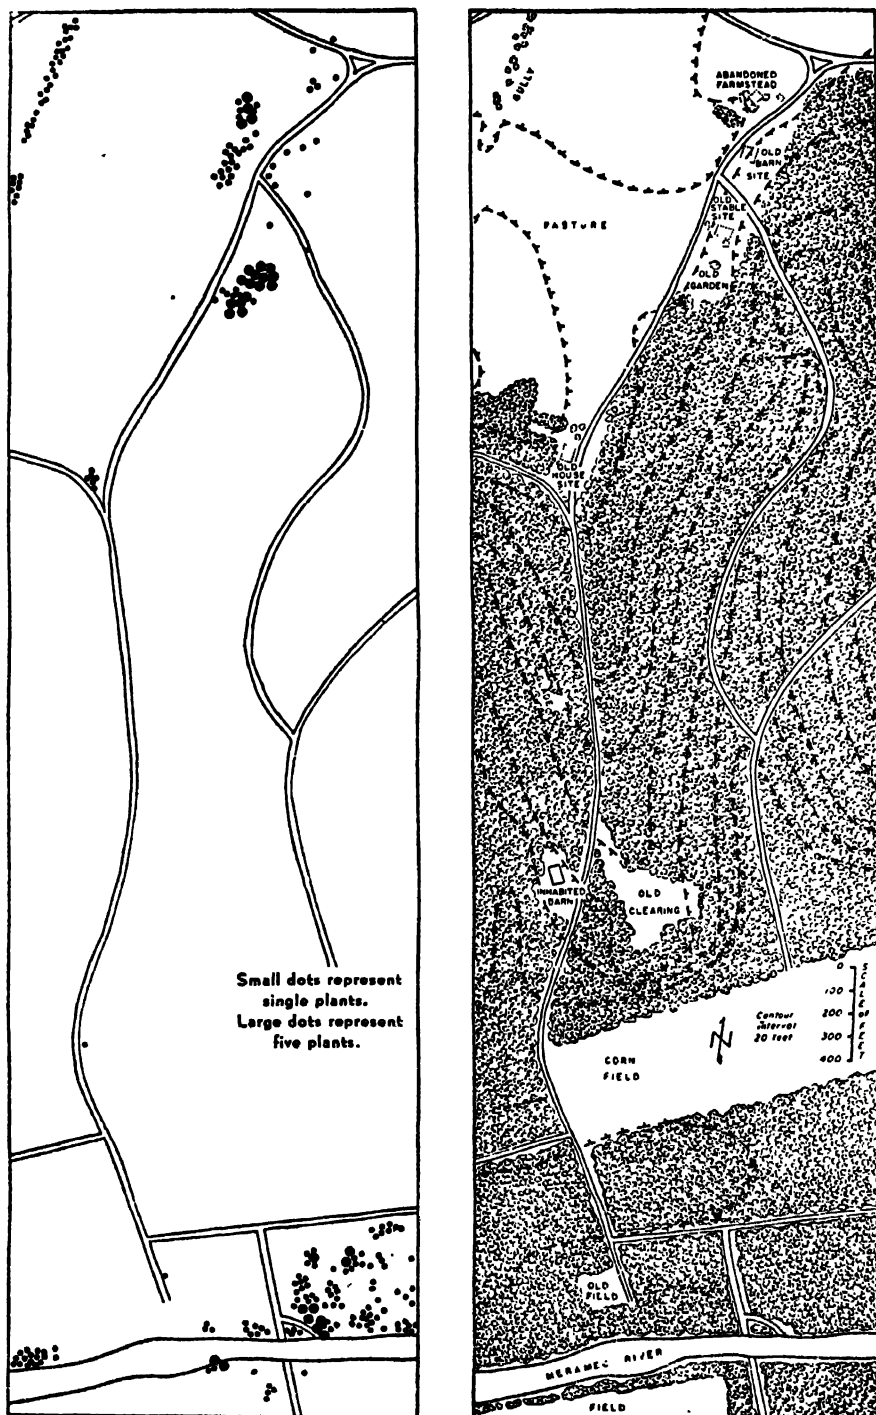 Small dots represent
single plants.
Large dots represent
five plants.
GULLY
ABANDONED
FARMSTEAD
OLD
BARN
SITE
OLD
STABLE
SITE
PASTURE
OLD
GARDEN
OLD
HOUSE
SITE
INHABITED
BARN
OLD
CLEARING
0
100
200
300
400
SCALE OF FEET
Contour
interval
20 feet
N
CORN
FIELD
OLD
FIELD
MERAMEC RIVER
FIELD